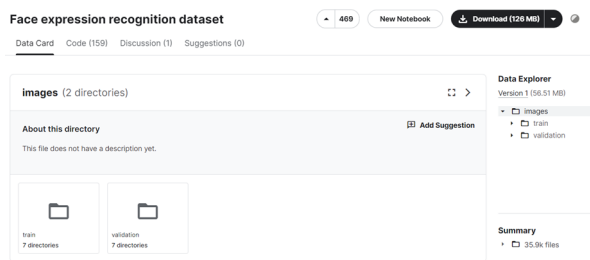 Face expression recognition dataset
469
New Notebook
Download (126 MB)
Data Card
Code (159)
Discussion (1)
Suggestions (0)
images (2 directories)
About this directory
Add Suggestion
This file does not have a description yet.
train
7 directories
validation
7 directories
Data Explorer
Version 1 (56.51 MB)
images
train
validation
Summary
35.9k files